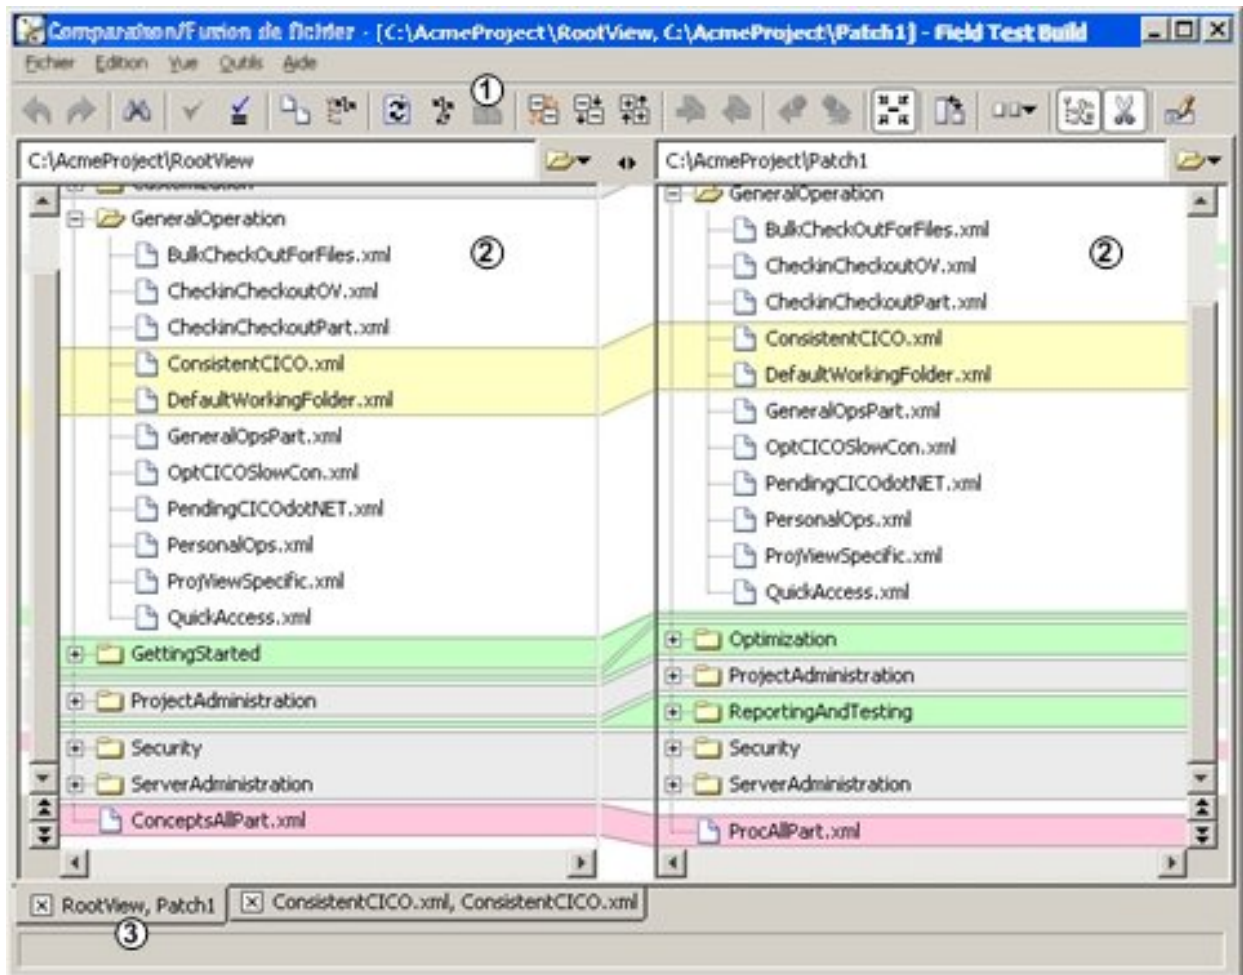 Comparaison/Fusion de fichier - [C:\AcmeProject\RootView, C:\AcmeProject\Patch1] - Field Test Build
Fichier Edition Vue Outils Aide
1
C:\AcmeProject\RootView
C:\AcmeProject\Patch1
Customization
GeneralOperation
BulkCheckOutForFiles.xml
CheckinCheckoutOV.xml
CheckinCheckoutPart.xml
ConsistentCICO.xml
DefaultWorkingFolder.xml
GeneralOpsPart.xml
OptCICOSlowCon.xml
PendingCICOdotNET.xml
PersonalOps.xml
ProjViewSpecific.xml
QuickAccess.xml
GettingStarted
ProjectAdministration
Security
ServerAdministration
ConceptsAllPart.xml
2
GeneralOperation
BulkCheckOutForFiles.xml
CheckinCheckoutOV.xml
CheckinCheckoutPart.xml
ConsistentCICO.xml
DefaultWorkingFolder.xml
GeneralOpsPart.xml
OptCICOSlowCon.xml
PendingCICOdotNET.xml
PersonalOps.xml
ProjViewSpecific.xml
QuickAccess.xml
Optimization
ProjectAdministration
ReportingAndTesting
Security
ServerAdministration
ProcAllPart.xml
2
RootView, Patch1
ConsistentCICO.xml, ConsistentCICO.xml
3